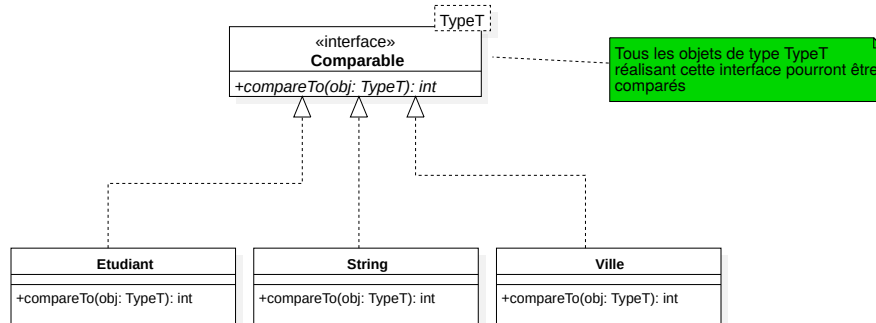 TypeT
«interface»
Comparable
+compareTo(obj: TypeT): int
Tous les objets de type TypeT
réalisant cette interface pourront être
comparés
Etudiant
+compareTo(obj: TypeT): int
String
+compareTo(obj: TypeT): int
Ville
+compareTo(obj: TypeT): int